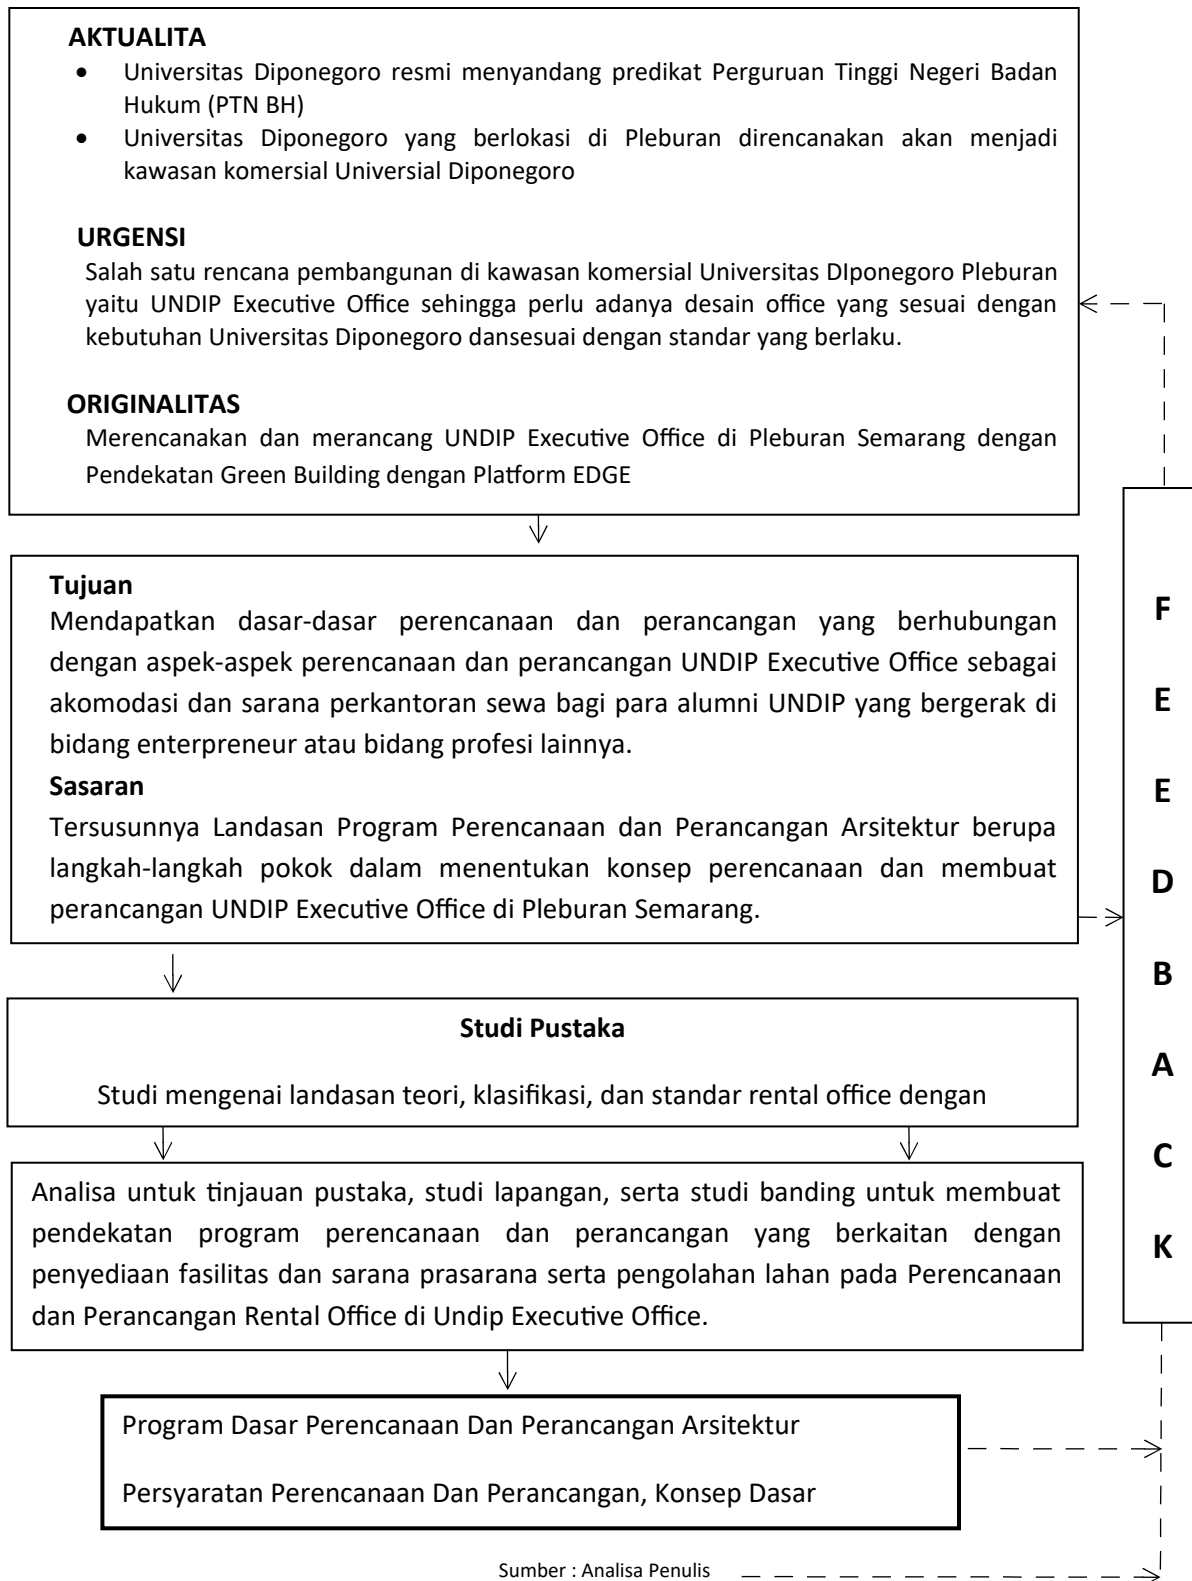 AKTUALITA
• Universitas Diponegoro resmi menyandang predikat Perguruan Tinggi Negeri Badan
Hukum (PTN BH)
• Universitas Diponegoro yang berlokasi di Pleburan direncanakan akan menjadi
kawasan komersial Universial Diponegoro
URGENSI
Salah satu rencana pembangunan di kawasan komersial Universitas DIponegoro Pleburan
yaitu UNDIP Executive Office sehingga perlu adanya desain office yang sesuai dengan
kebutuhan Universitas Diponegoro dansesuai dengan standar yang berlaku.
ORIGINALITAS
Merencanakan dan merancang UNDIP Executive Office di Pleburan Semarang dengan
Pendekatan Green Building dengan Platform EDGE
Tujuan
Mendapatkan dasar-dasar perencanaan dan perancangan yang berhubungan
dengan aspek-aspek perencanaan dan perancangan UNDIP Executive Office sebagai
akomodasi dan sarana perkantoran sewa bagi para alumni UNDIP yang bergerak di
bidang enterpreneur atau bidang profesi lainnya.
Sasaran
Tersusunnya Landasan Program Perencanaan dan Perancangan Arsitektur berupa
langkah-langkah pokok dalam menentukan konsep perencanaan dan membuat
perancangan UNDIP Executive Office di Pleburan Semarang.
Studi Pustaka
Studi mengenai landasan teori, klasifikasi, dan standar rental office dengan
Analisa untuk tinjauan pustaka, studi lapangan, serta studi banding untuk membuat
pendekatan program perencanaan dan perancangan yang berkaitan dengan
penyediaan fasilitas dan sarana prasarana serta pengolahan lahan pada Perencanaan
dan Perancangan Rental Office di Undip Executive Office.
Program Dasar Perencanaan Dan Perancangan Arsitektur
Persyaratan Perencanaan Dan Perancangan, Konsep Dasar
F
E
E
D
B
A
C
K
Sumber : Analisa Penulis